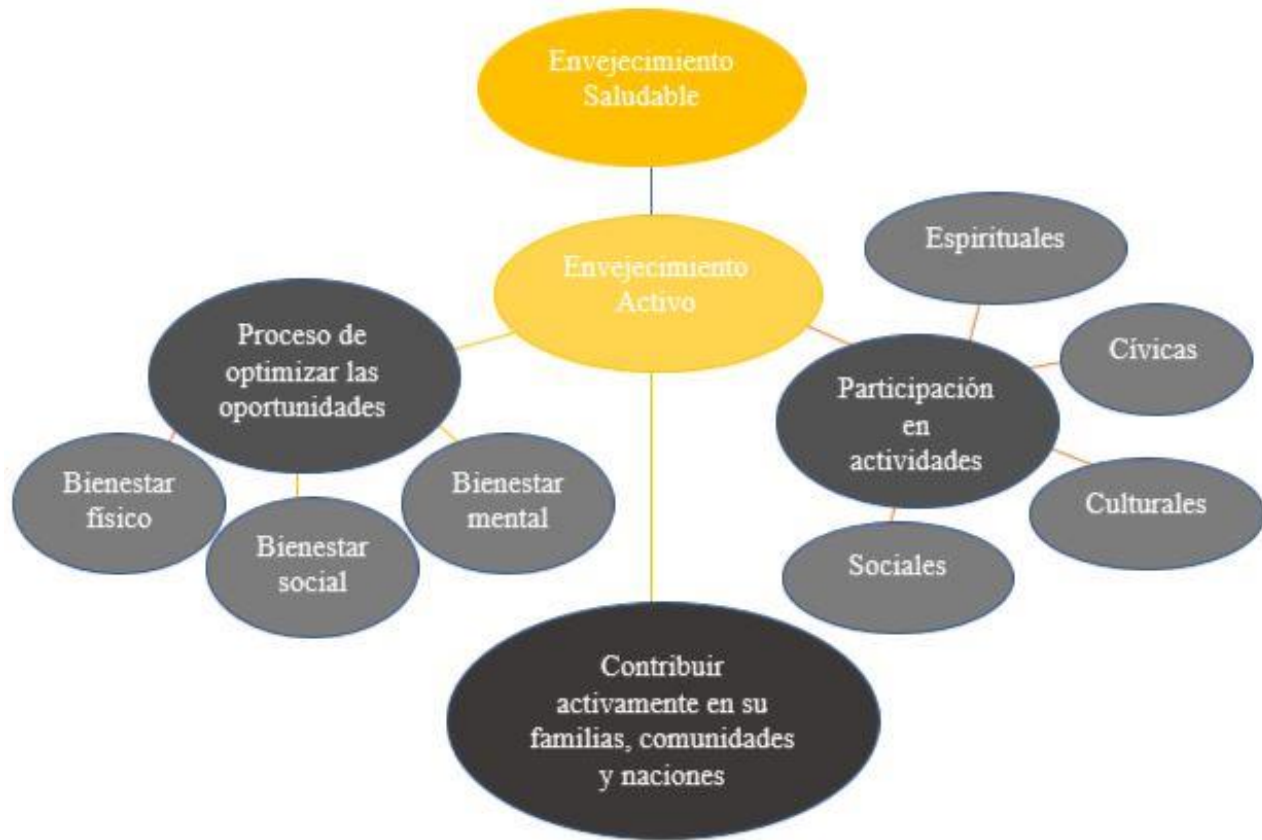 Envejecimiento
Saludable
Envejecimiento
Activo
Proceso de
optimizar las
oportunidades
Bienestar
físico
Bienestar
social
Bienestar
mental
Participación
en
actividades
Espirituales
Cívicas
Culturales
Sociales
Contribuir
activamente en su
familias, comunidades
y naciones